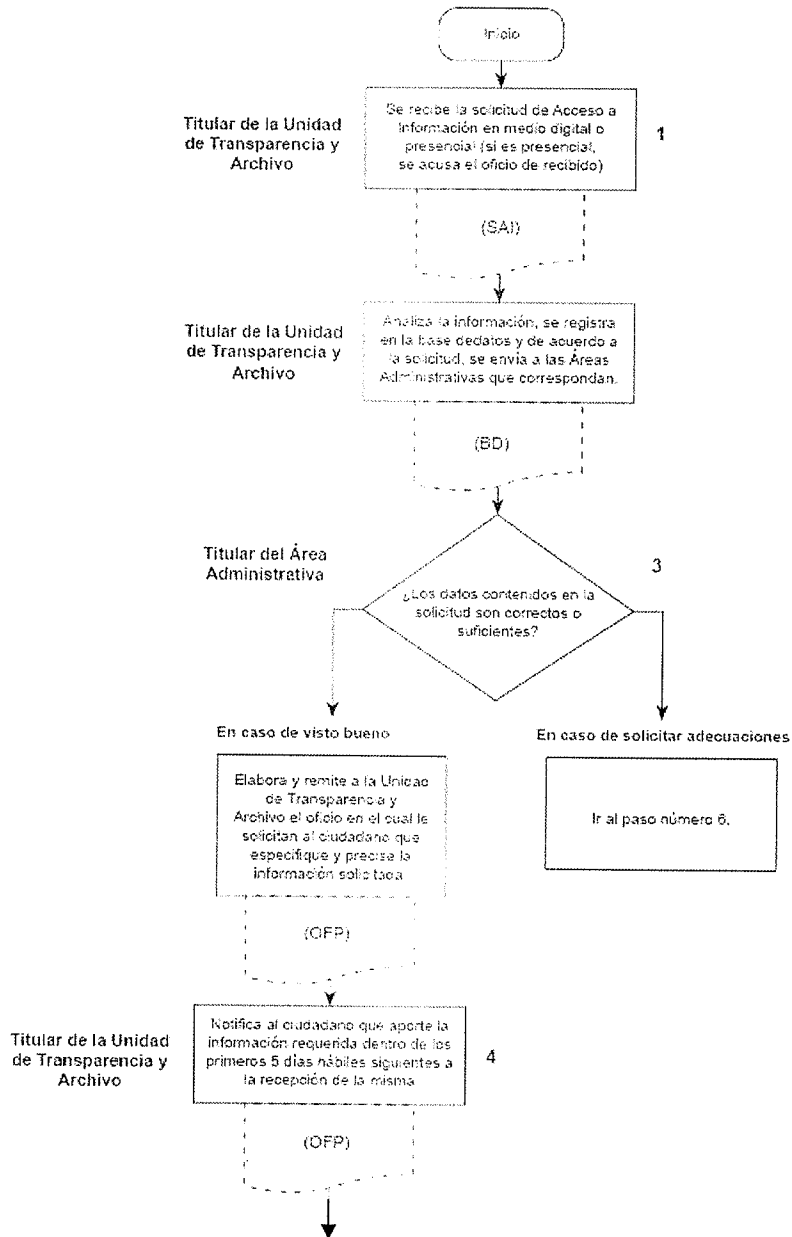 Inicio
Titular de la Unidad
de Transparencia y
Archivo
Se recibe la solicitud de Acceso a
Información en medio digital o
presencial (si es presencial,
se acusa el oficio de recibido)
1
(SAI)
Titular de la Unidad
de Transparencia y
Archivo
Analiza la información, se registra
en la base dedatos y de acuerdo a
la solicitud, se envía a las Áreas
Administrativas que correspondan.
(BD)
Titular del Área
Administrativa
3
¿Los datos contenidos en la
solicitud son correctos o
suficientes?
En caso de visto bueno
En caso de solicitar adecuaciones
Elabora y remite a la Unidad
de Transparencia y
Archivo el oficio en el cual le
solicitan al ciudadano que
especifique y precise la
información solicitada
Ir al paso número 6.
(OFP)
Titular de la Unidad
de Transparencia y
Archivo
Notifica al ciudadano que aporte la
información requerida dentro de los
primeros 5 días hábiles siguientes a
la recepción de la misma
4
(OFP)